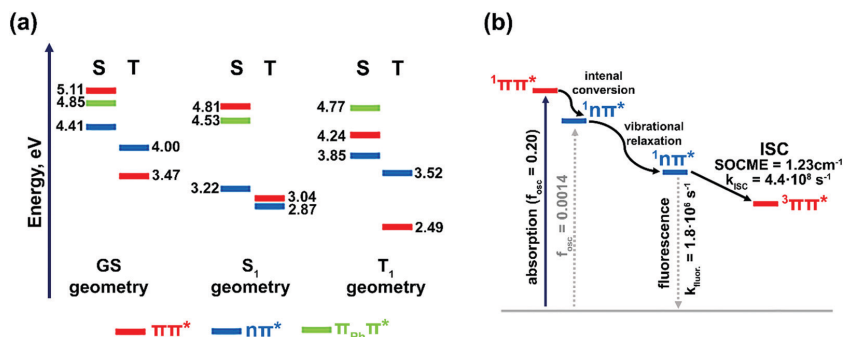 (a)
Energy, eV
S T
5.11
4.85
4.41
4.00
3.47
GS
geometry
S T
4.81
4.53
3.22
3.04
2.87
S1
geometry
S T
4.77
4.24
3.85
3.52
2.49
T1
geometry
ππ*
nπ*
πPhπ*
(b)
1ππ*
intenal
conversion
1nπ*
vibrational
relaxation
1nπ*
ISC
SOCME = 1.23cm-1
kISC = 4.4·10⁸ s-1
3ππ*
absorption (fosc = 0.20)
fosc = 0.0014
fluorescence
kfluor. = 1.8·10⁶ s-1